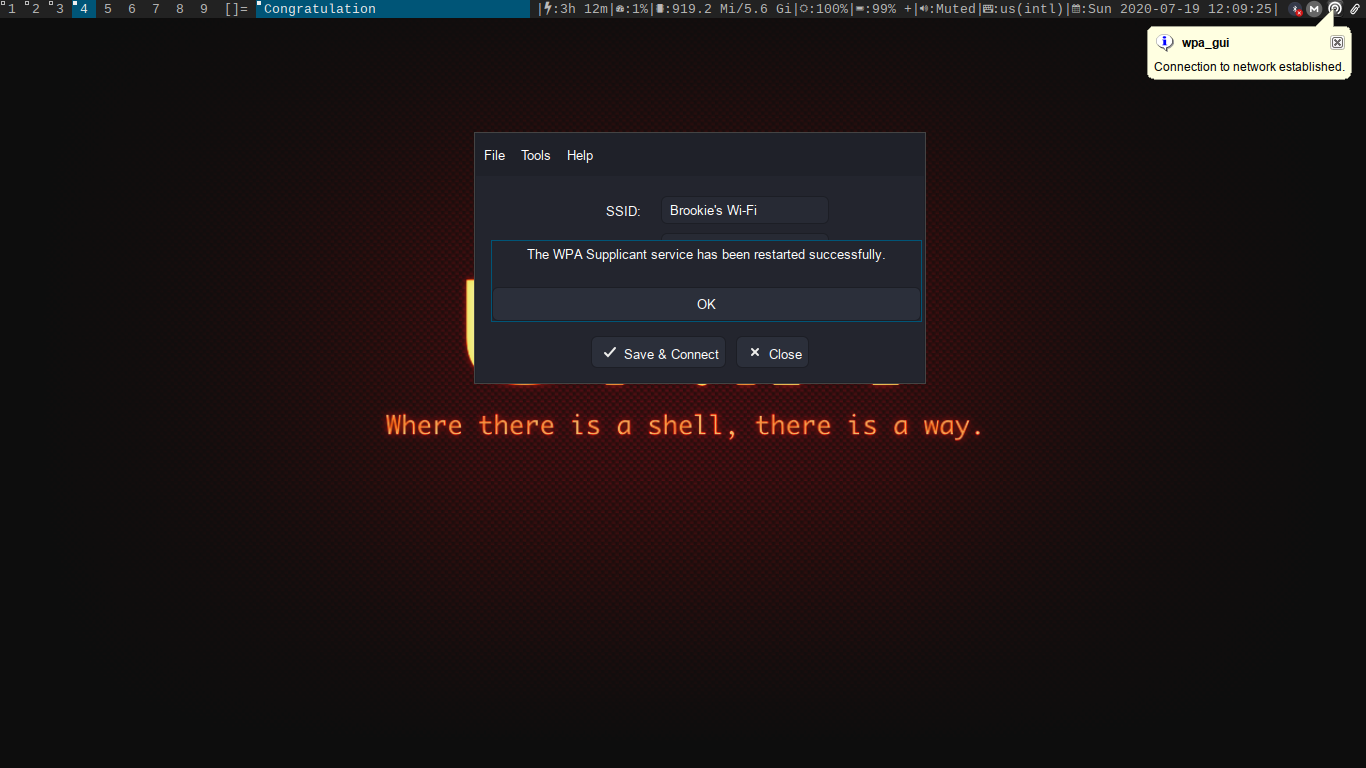 1 2 3 4 5 6 7 8 9 []= Congratulation |:3h 12m|:1%|:919.2 Mi/5.6 Gi|:100%|:99% +|:Muted|:us(intl)|:Sun 2020-07-19 12:09:25| M
wpa_gui
Connection to network established.
File Tools Help
SSID: Brookie's Wi-Fi
The WPA Supplicant service has been restarted successfully.
OK
Save & Connect Close
Where there is a shell, there is a way.